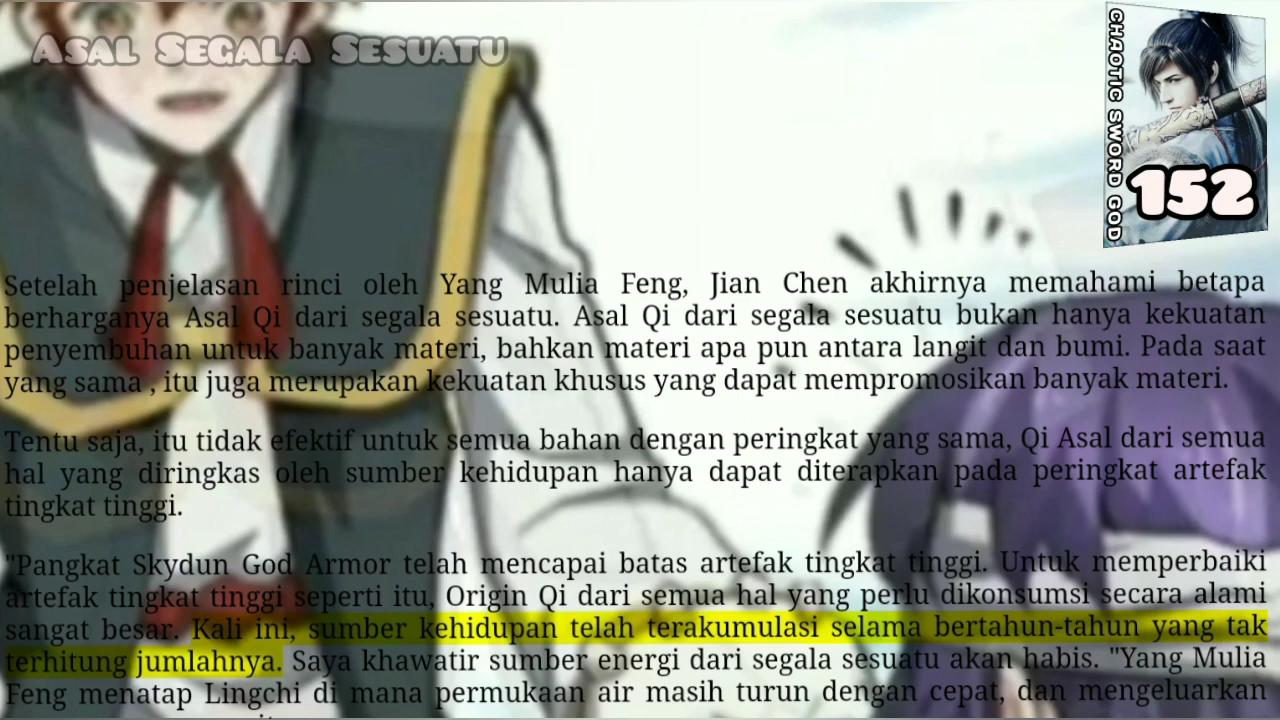 Asal Segala Sesuatu
CHAOTIC SWORD GOD
152
Setelah penjelasan rinci oleh Yang Mulia Feng, Jian Chen akhirnya memahami betapa
berharganya Asal Qi dari segala sesuatu. Asal Qi dari segala sesuatu bukan hanya kekuatan
penyembuhan untuk banyak materi, bahkan materi apa pun antara langit dan bumi. Pada saat
yang sama , itu juga merupakan kekuatan khusus yang dapat mempromosikan banyak materi.
Tentu saja, itu tidak efektif untuk semua bahan dengan peringkat yang sama, Qi Asal dari semua
hal yang diringkas oleh sumber kehidupan hanya dapat diterapkan pada peringkat artefak
tingkat tinggi.
"Pangkat Skydun God Armor telah mencapai batas artefak tingkat tinggi. Untuk memperbaiki
artefak tingkat tinggi seperti itu, Origin Qi dari semua hal yang perlu dikonsumsi secara alami
sangat besar. Kali ini, sumber kehidupan telah terakumulasi selama bertahun-tahun yang tak
terhitung jumlahnya. Saya khawatir sumber energi dari segala sesuatu akan habis. "Yang Mulia
Feng menatap Lingchi di mana permukaan air masih turun dengan cepat, dan mengeluarkan